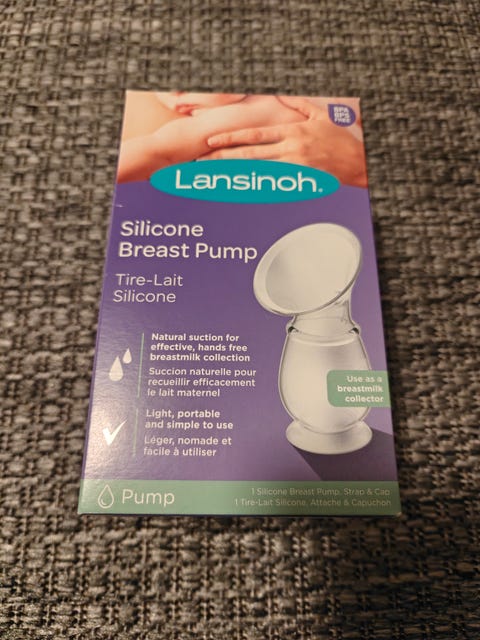 BPA
BPS
FREE
Lansinoh®
Silicone
Breast Pump
Tire-Lait
Silicone
Natural suction for
effective, hands free
breastmilk collection
Succion naturelle pour
recueillir efficacement
le lait maternel
Use as a
breastmilk
collector
Light, portable
and simple to use
Léger, nomade et
facile à utiliser
Pump
1 Silicone Breast Pump, Strap & Cap
1 Tire-Lait Silicone, Attache & Capuchon